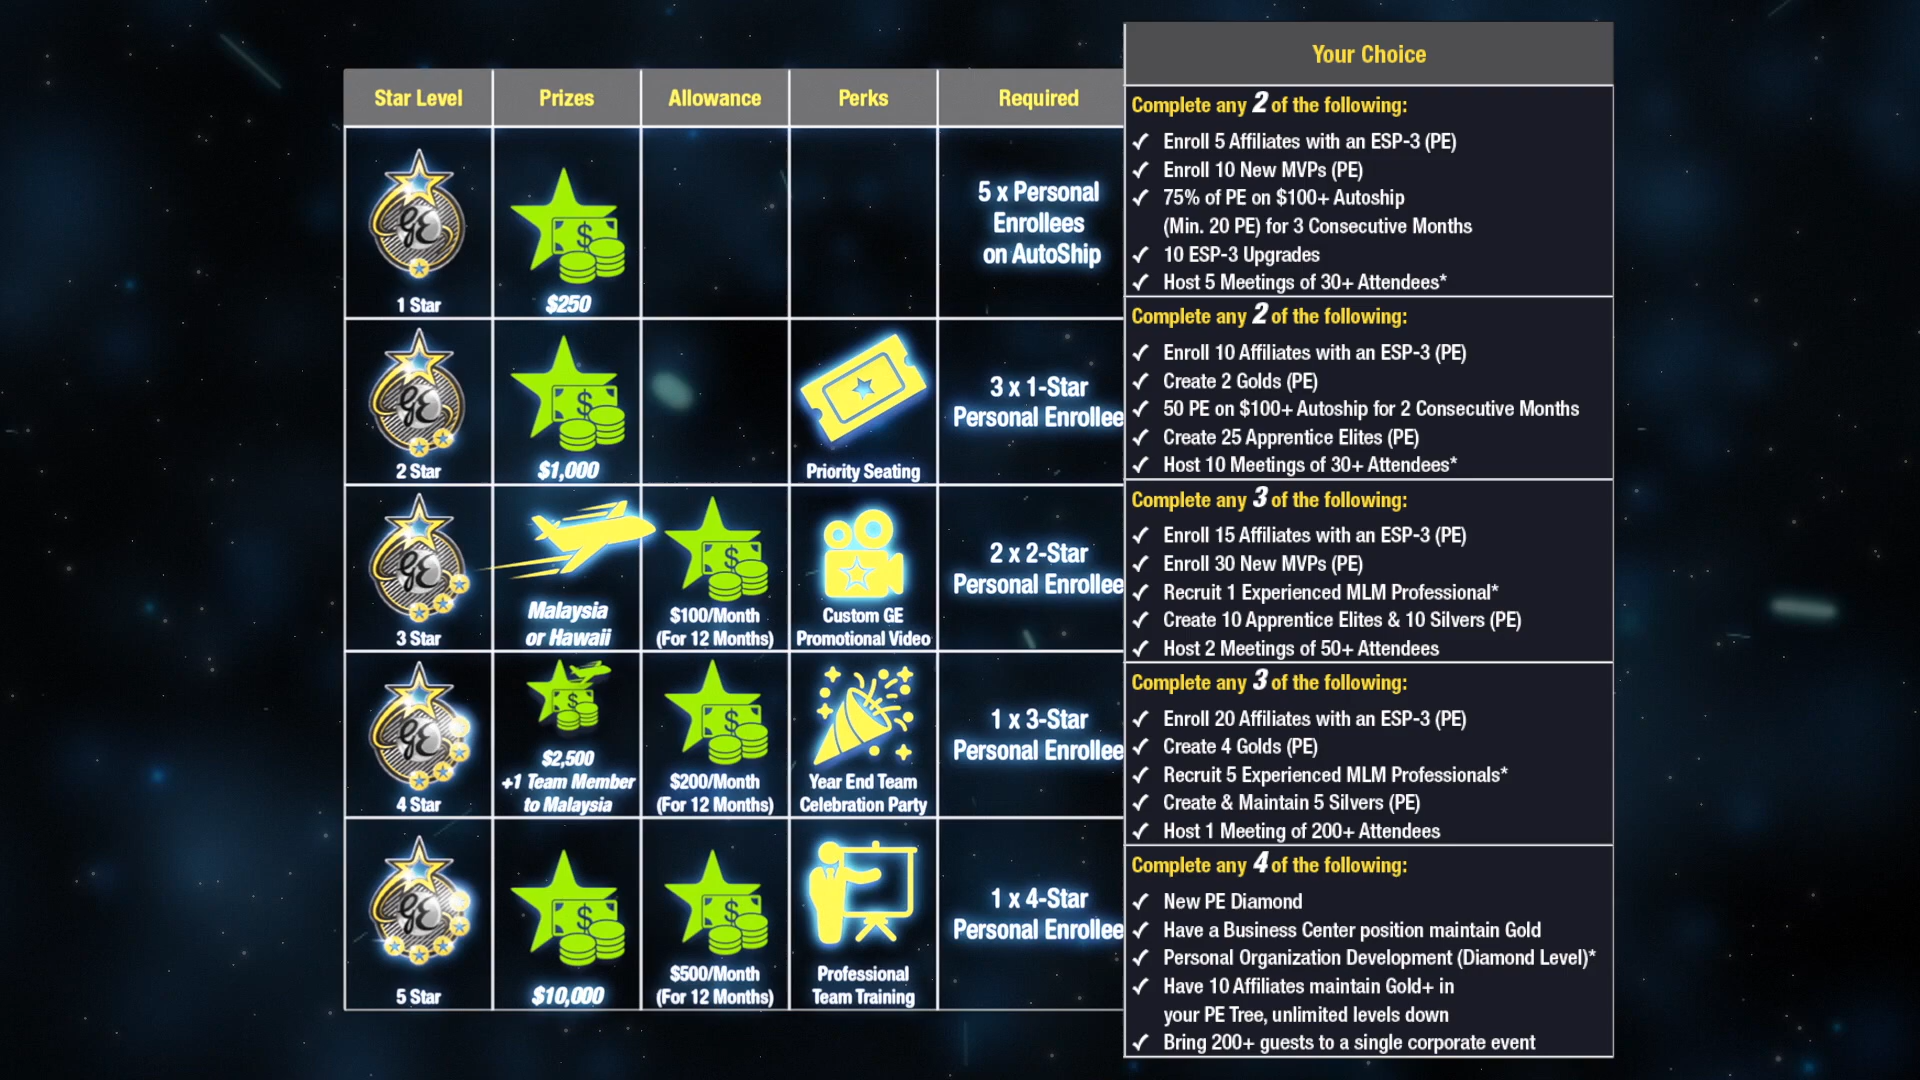 Your Choice
Star Level
Prizes
Allowance
Perks
Required
GE
1 Star
$
$250
5 x Personal
Enrollees
on AutoShip
Complete any 2 of the following:
✓ Enroll 5 Affiliates with an ESP-3 (PE)
✓ Enroll 10 New MVPs (PE)
✓ 75% of PE on $100+ Autoship
(Min. 20 PE) for 3 Consecutive Months
✓ 10 ESP-3 Upgrades
✓ Host 5 Meetings of 30+ Attendees*
GE
2 Star
$
$1,000
Priority Seating
3 x 1-Star
Personal Enrollee
Complete any 2 of the following:
✓ Enroll 10 Affiliates with an ESP-3 (PE)
✓ Create 2 Golds (PE)
✓ 50 PE on $100+ Autoship for 2 Consecutive Months
✓ Create 25 Apprentice Elites (PE)
✓ Host 10 Meetings of 30+ Attendees*
GE
3 Star
Malaysia
or Hawaii
$
$100/Month
(For 12 Months)
Custom GE
Promotional Video
2 x 2-Star
Personal Enrollee
Complete any 3 of the following:
✓ Enroll 15 Affiliates with an ESP-3 (PE)
✓ Enroll 30 New MVPs (PE)
✓ Recruit 1 Experienced MLM Professional*
✓ Create 10 Apprentice Elites & 10 Silvers (PE)
✓ Host 2 Meetings of 50+ Attendees
GE
4 Star
$
$2,500
+1 Team Member
to Malaysia
$
$200/Month
(For 12 Months)
Year End Team
Celebration Party
1 x 3-Star
Personal Enrollee
Complete any 3 of the following:
✓ Enroll 20 Affiliates with an ESP-3 (PE)
✓ Create 4 Golds (PE)
✓ Recruit 5 Experienced MLM Professionals*
✓ Create & Maintain 5 Silvers (PE)
✓ Host 1 Meeting of 200+ Attendees
GE
5 Star
$
$10,000
$
$500/Month
(For 12 Months)
Professional
Team Training
1 x 4-Star
Personal Enrollee
Complete any 4 of the following:
✓ New PE Diamond
✓ Have a Business Center position maintain Gold
✓ Personal Organization Development (Diamond Level)*
✓ Have 10 Affiliates maintain Gold+ in
your PE Tree, unlimited levels down
✓ Bring 200+ guests to a single corporate event